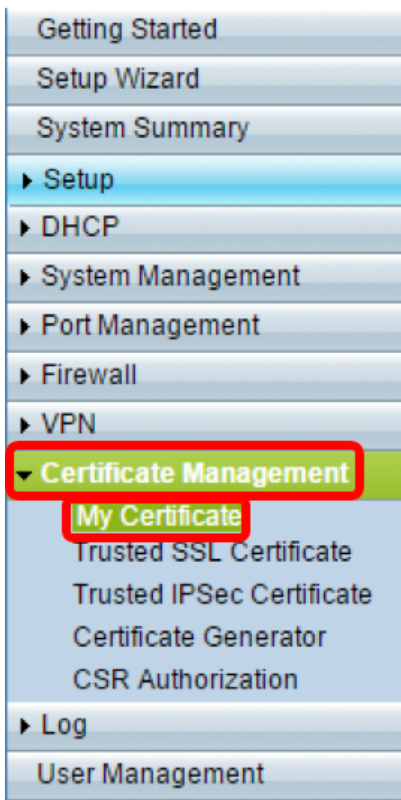 Getting Started
Setup Wizard
System Summary
Setup
DHCP
System Management
Port Management
Firewall
VPN
Certificate Management
My Certificate
Trusted SSL Certificate
Trusted IPSec Certificate
Certificate Generator
CSR Authorization
Log
User Management